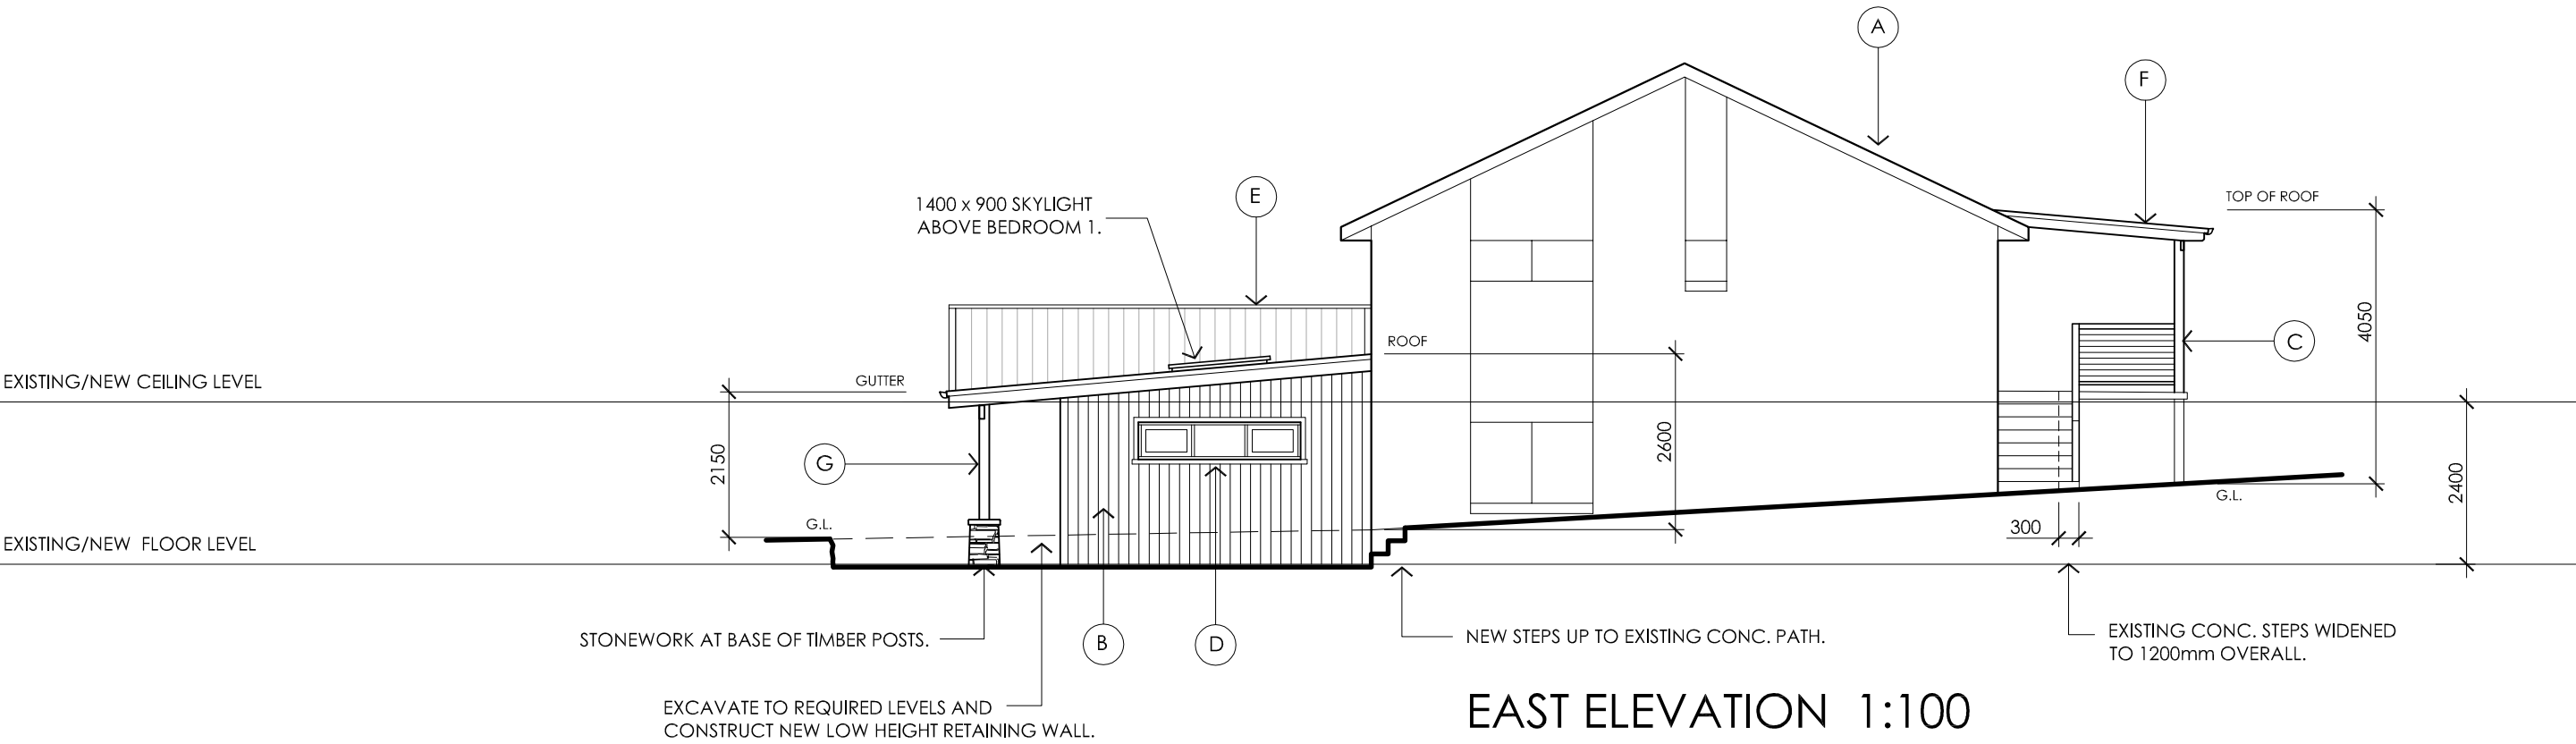 A
F
E
1400 x 900 SKYLIGHT
ABOVE BEDROOM 1.
TOP OF ROOF
4050
C
ROOF
EXISTING/NEW CEILING LEVEL
GUTTER
2150
G
2600
2400
G.L.
G.L.
300
EXISTING/NEW FLOOR LEVEL
STONEWORK AT BASE OF TIMBER POSTS.
B
D
NEW STEPS UP TO EXISTING CONC. PATH.
EXISTING CONC. STEPS WIDENED
TO 1200mm OVERALL.
EXCAVATE TO REQUIRED LEVELS AND
CONSTRUCT NEW LOW HEIGHT RETAINING WALL.
EAST ELEVATION 1:100